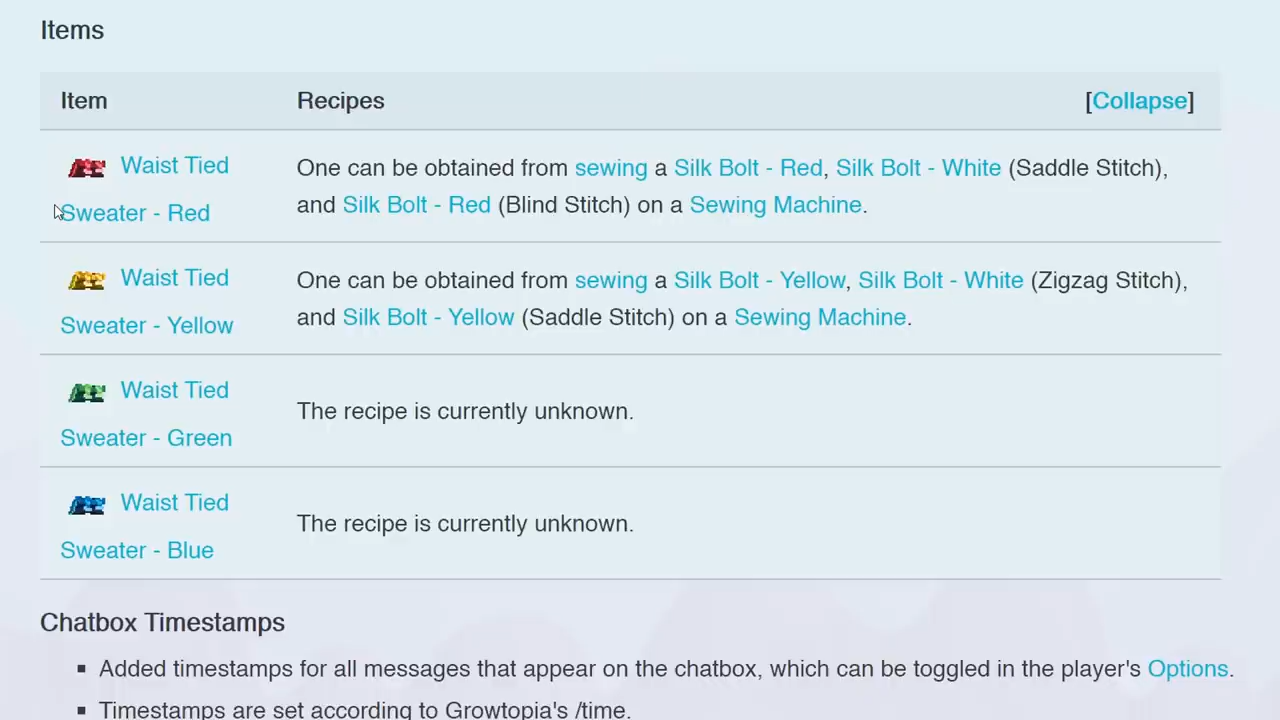 Items
Item Recipes [Collapse]
Waist Tied
Sweater - Red
One can be obtained from sewing a Silk Bolt - Red, Silk Bolt - White (Saddle Stitch),
and Silk Bolt - Red (Blind Stitch) on a Sewing Machine.
Waist Tied
Sweater - Yellow
One can be obtained from sewing a Silk Bolt - Yellow, Silk Bolt - White (Zigzag Stitch),
and Silk Bolt - Yellow (Saddle Stitch) on a Sewing Machine.
Waist Tied
Sweater - Green
The recipe is currently unknown.
Waist Tied
Sweater - Blue
The recipe is currently unknown.
Chatbox Timestamps
▪ Added timestamps for all messages that appear on the chatbox, which can be toggled in the player's Options.
▪ Timestamps are set according to Growtopia's /time.